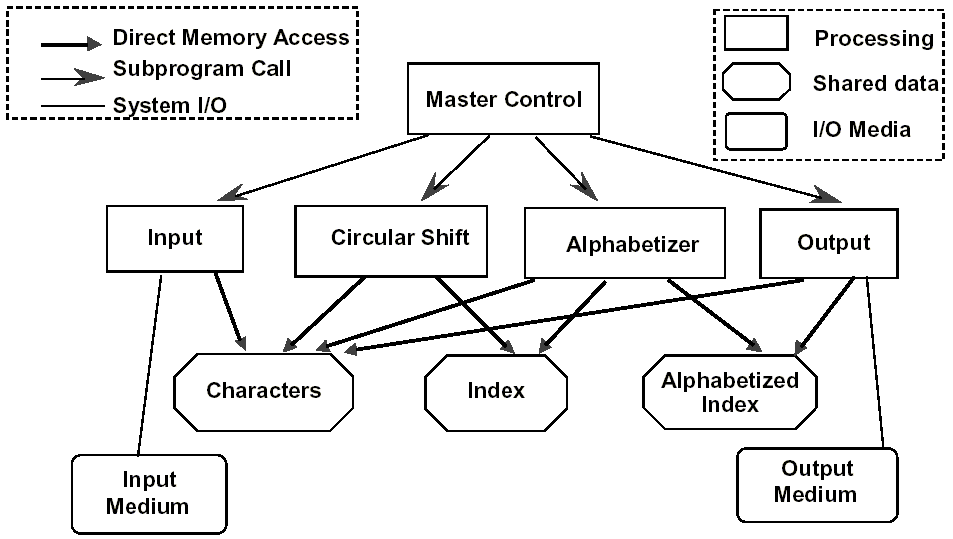 Direct Memory Access
Subprogram Call
System I/O
Processing
Shared data
I/O Media
Master Control
Input
Circular Shift
Alphabetizer
Output
Characters
Index
Alphabetized
Index
Input
Medium
Output
Medium